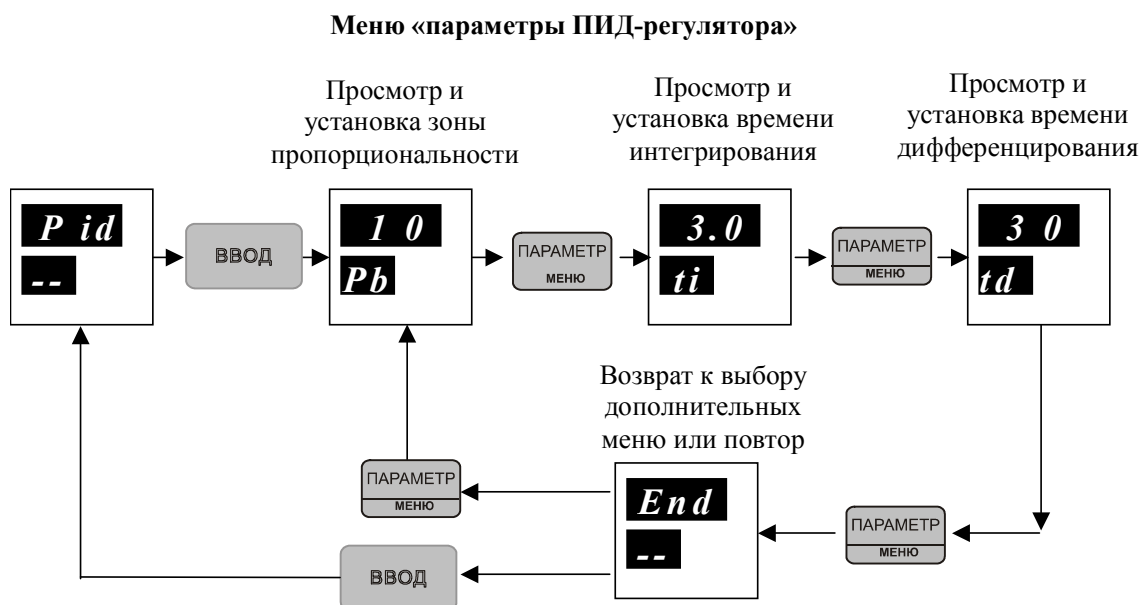 Меню «параметры ПИД-регулятора»
Просмотр и
установка зоны
пропорциональности
Просмотр и
установка времени
интегрирования
Просмотр и
установка времени
дифференцирования
P id
--
ВВОД
1 0
Pb
ПАРАМЕТР
МЕНЮ
3.0
ti
ПАРАМЕТР
МЕНЮ
3 0
td
Возврат к выбору
дополнительных
меню или повтор
ПАРАМЕТР
МЕНЮ
End
--
ПАРАМЕТР
МЕНЮ
ВВОД